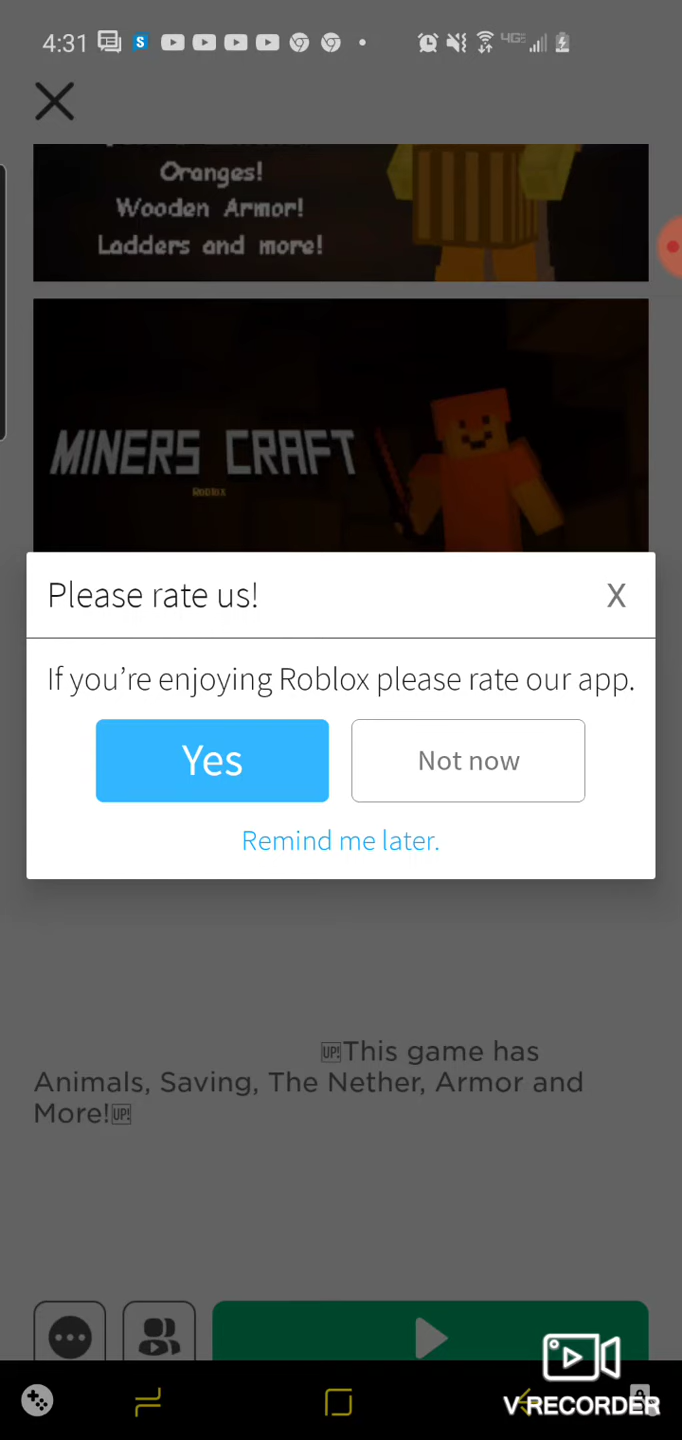 4:31
Oranges!
Wooden Armor!
Ladders and more!
MINERS CRAFT
ROBLOX
Please rate us!
X
If you’re enjoying Roblox please rate our app.
Yes
Not now
Remind me later.
🆙This game has
Animals, Saving, The Nether, Armor and
More!🆙
V·RECORDER